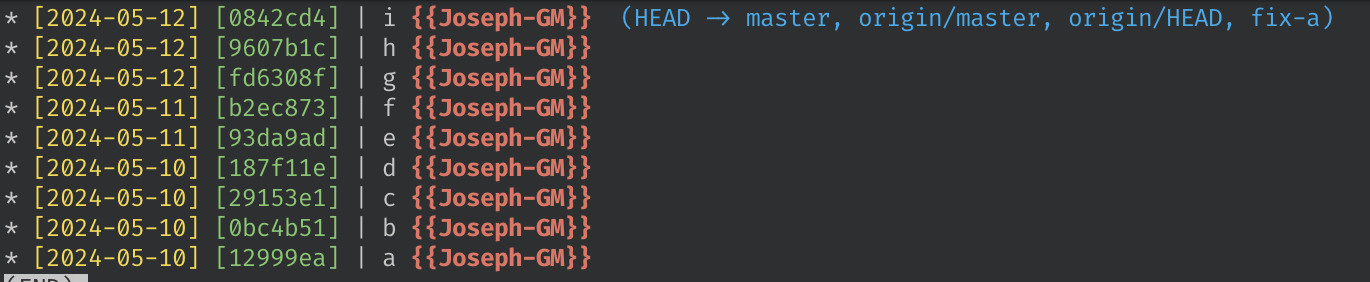 * [2024-05-12] [0842cd4] | i {{Joseph-GM}}  (HEAD -> master, origin/master, origin/HEAD, fix-a)
* [2024-05-12] [9607b1c] | h {{Joseph-GM}}
* [2024-05-12] [fd6308f] | g {{Joseph-GM}}
* [2024-05-11] [b2ec873] | f {{Joseph-GM}}
* [2024-05-11] [93da9ad] | e {{Joseph-GM}}
* [2024-05-10] [187f11e] | d {{Joseph-GM}}
* [2024-05-10] [29153e1] | c {{Joseph-GM}}
* [2024-05-10] [0bc4b51] | b {{Joseph-GM}}
* [2024-05-10] [12999ea] | a {{Joseph-GM}}
(END)